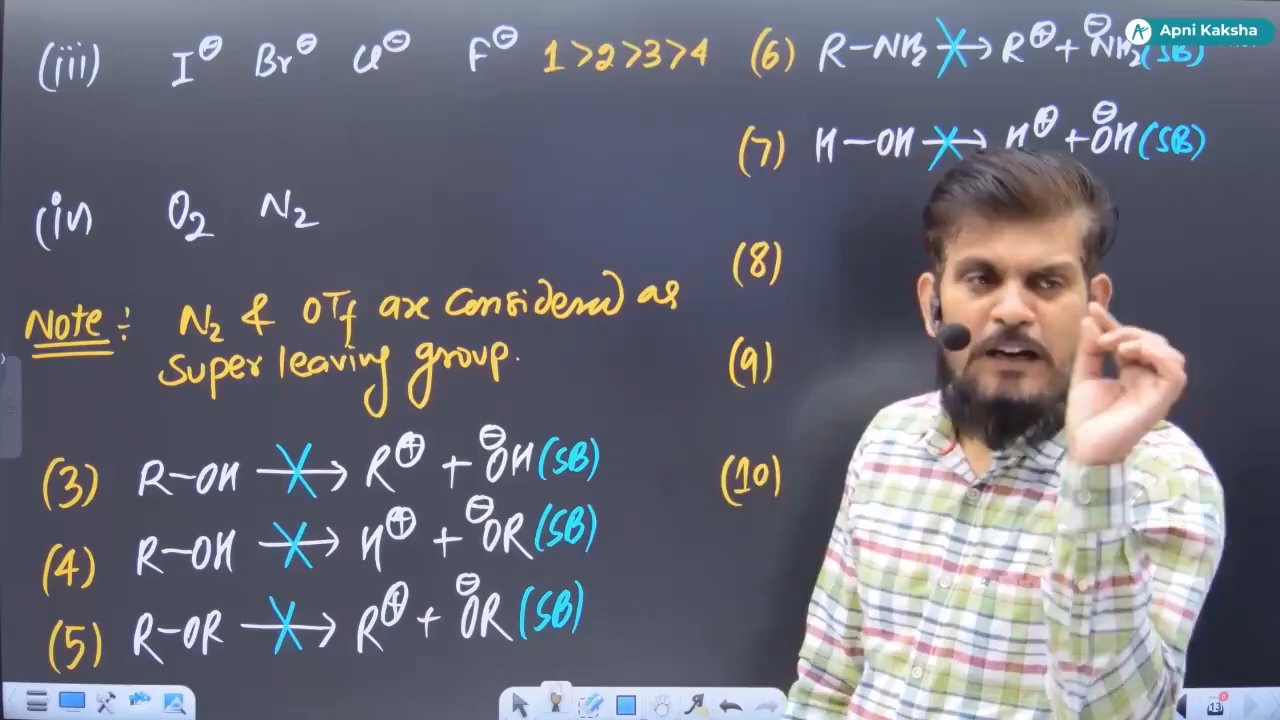 (iii) I⊖ Br⊖ Cl⊖ F⊖ 1>2>3>4
(iv) O₂ N₂
Note:- N₂ & OTf are considered as
super leaving group.
(3) R-OH → R⊕ + ⊖OH (SB)
(4) R-OH → H⊕ + ⊖OR (SB)
(5) R-OR → R⊕ + ⊖OR (SB)
(6) R-NH₂ → R⊕ + ⊖NH₂ (SB)
(7) H-OH → H⊕ + ⊖OH (SB)
(8)
(9)
(10)
Apni Kaksha
13